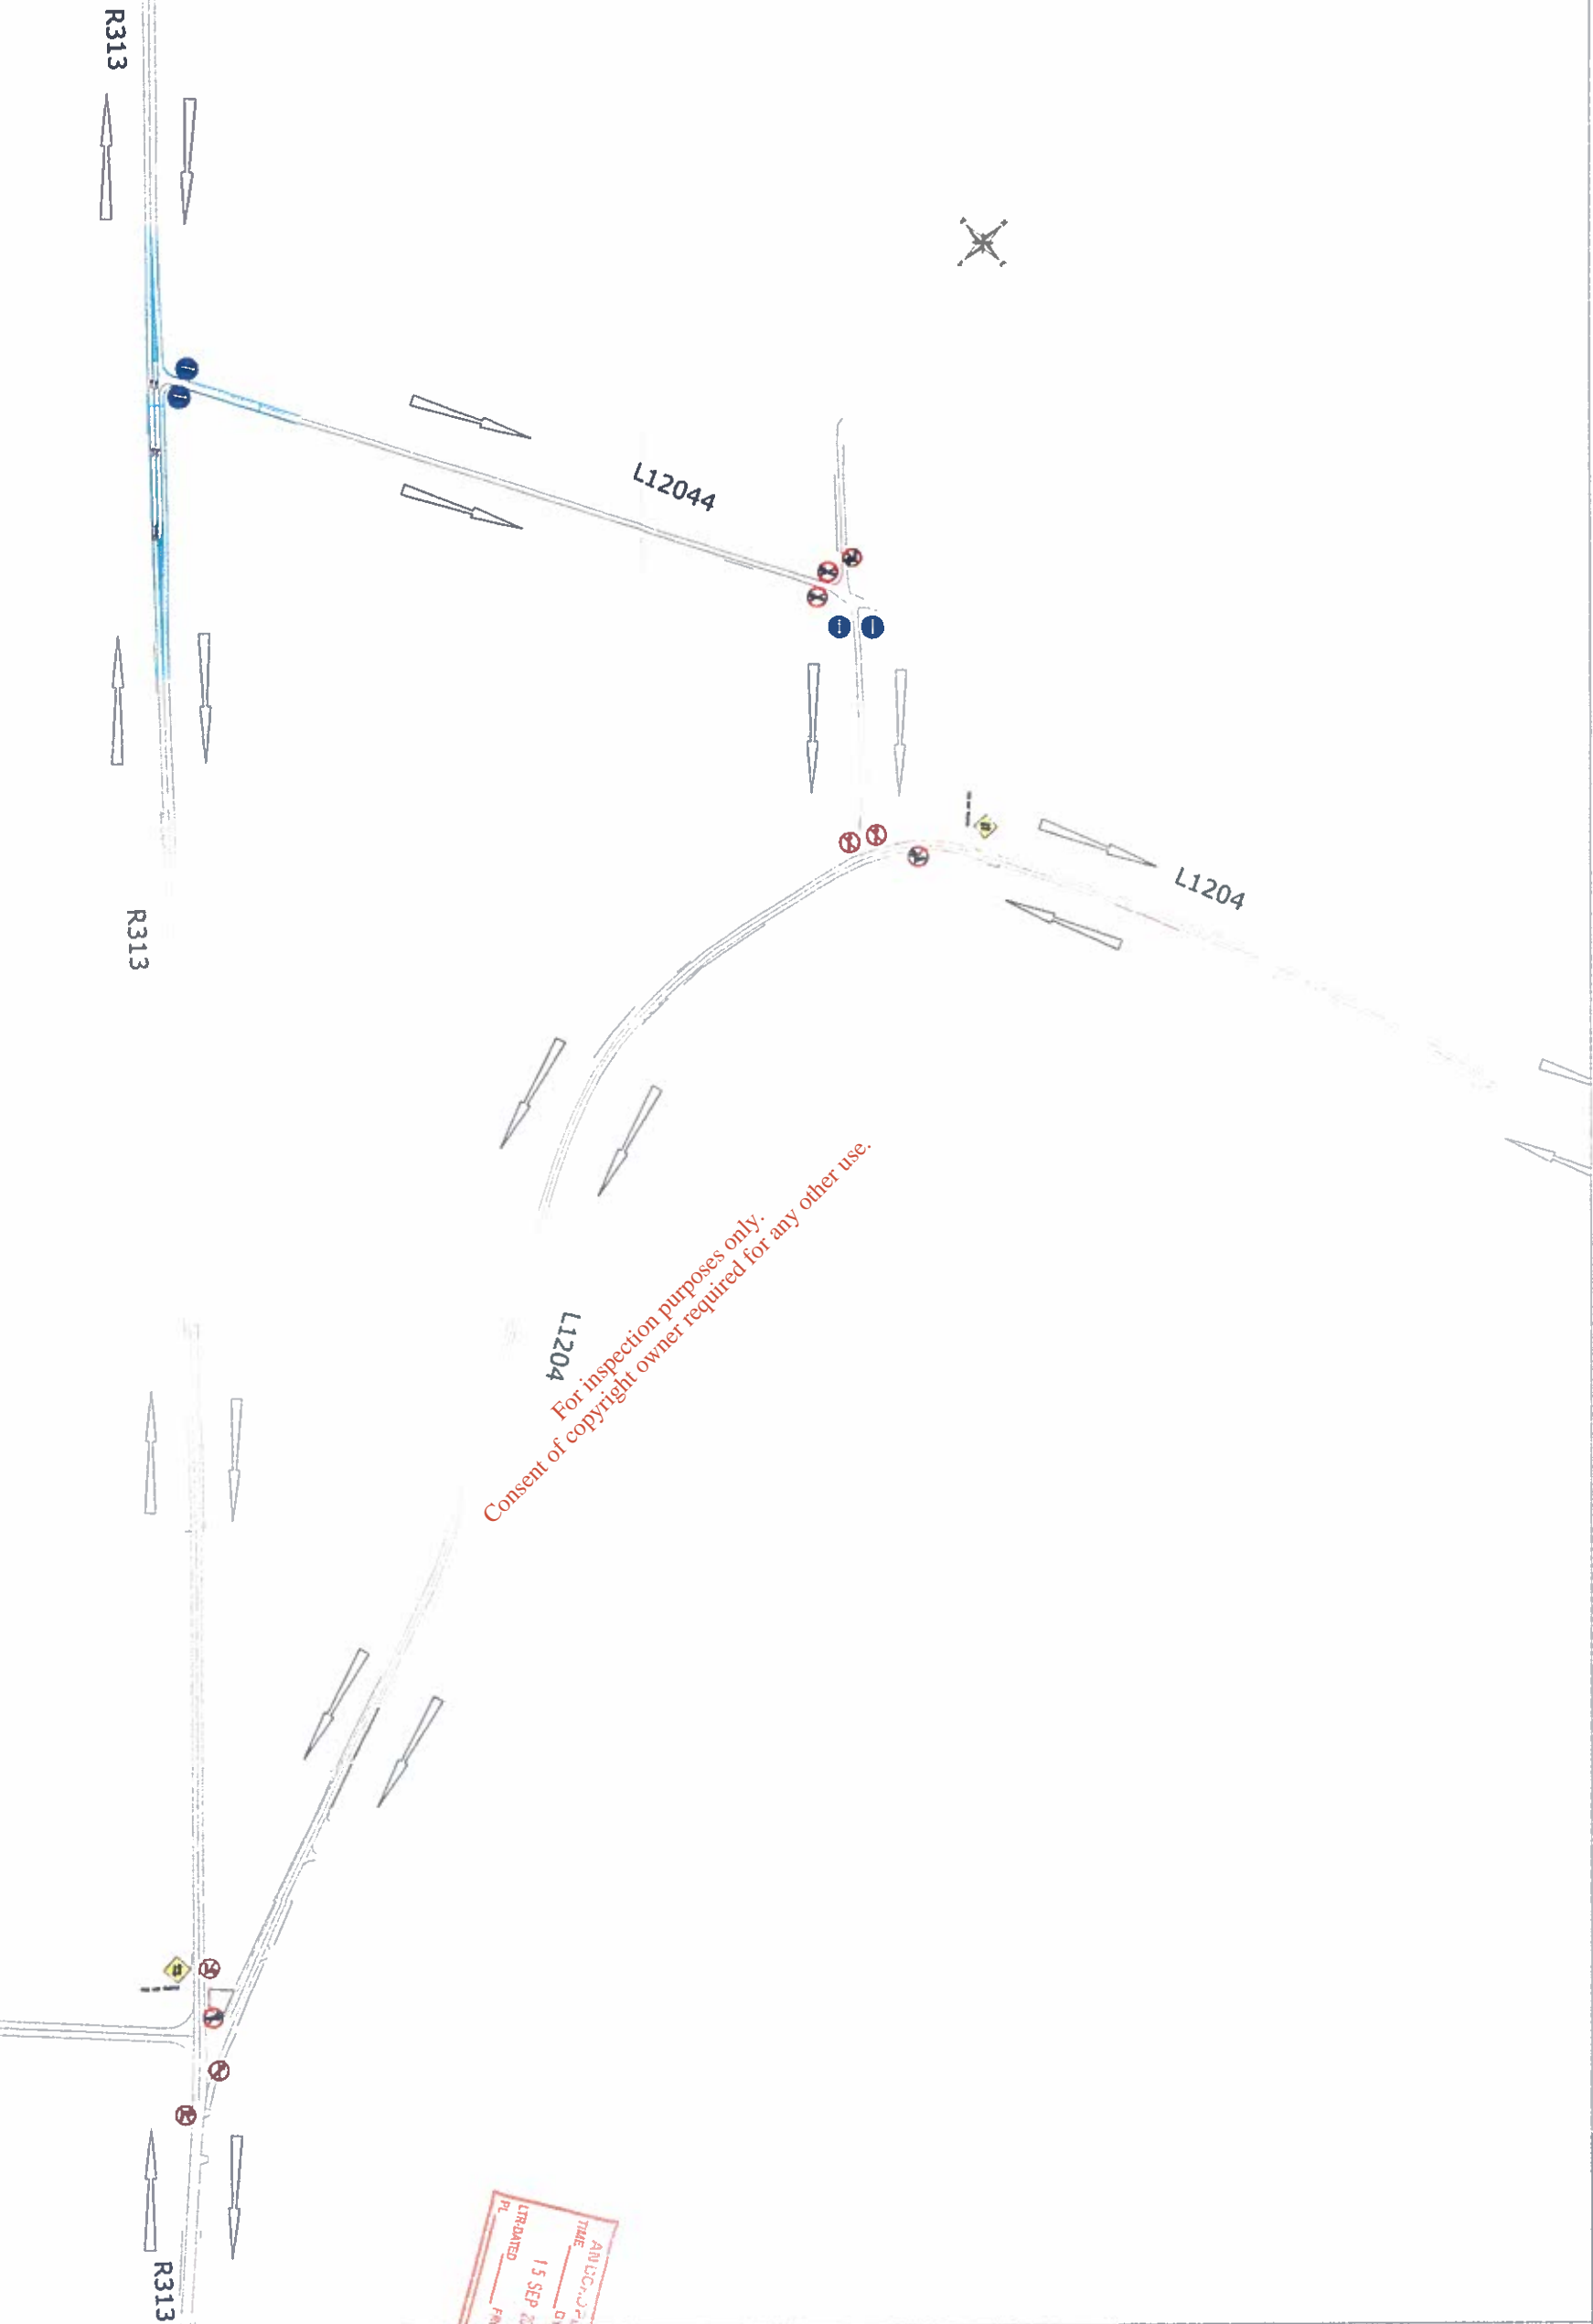 R313
L12044
L1204
R313
L1204
For inspection purposes only.
Consent of copyright owner required for any other use.
R313
TIME
LTR-DATED
15 SEP
PL